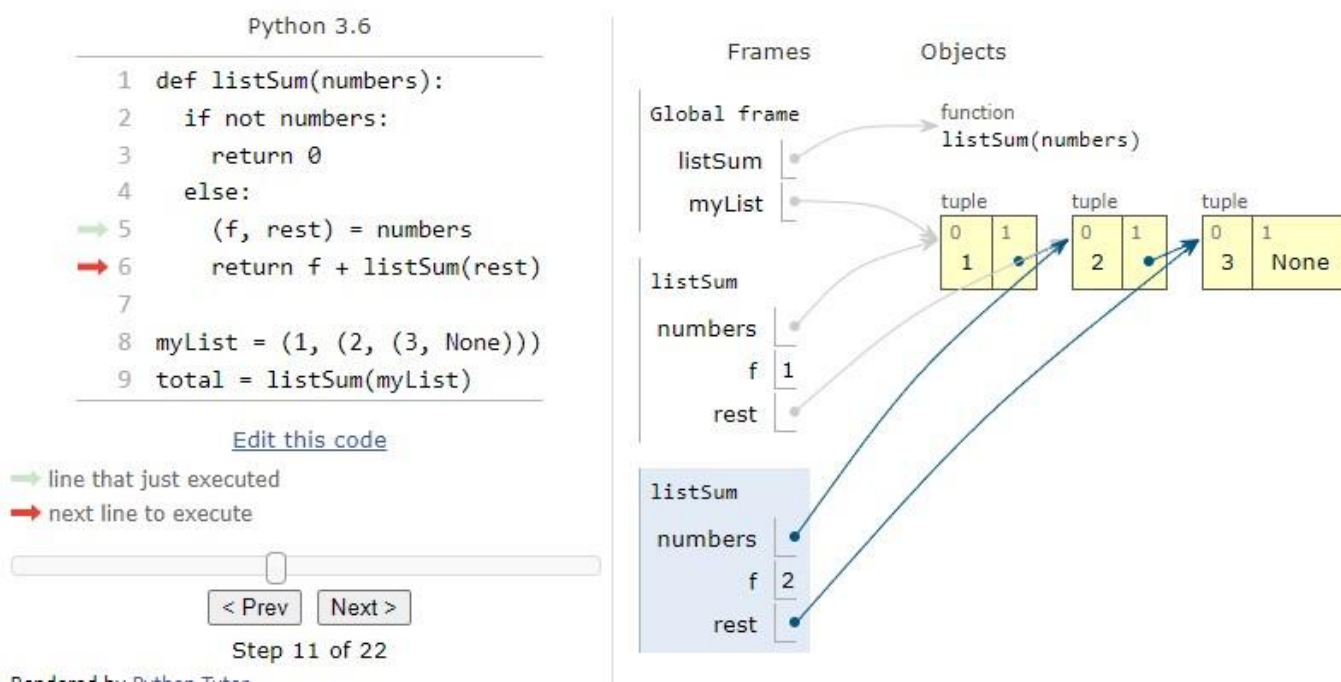 Python 3.6
1 def listSum(numbers):
2   if not numbers:
3     return 0
4   else:
5     (f, rest) = numbers
6     return f + listSum(rest)
7
8 myList = (1, (2, (3, None)))
9 total = listSum(myList)
Edit this code
line that just executed
next line to execute
< Prev Next >
Step 11 of 22
Rendered by Python Tutor
Frames Objects
Global frame
listSum
myList
function
listSum(numbers)
tuple tuple tuple
0 1 0 1 0 1
1 2 3 None
listSum
numbers
f 1
rest
listSum
numbers
f 2
rest